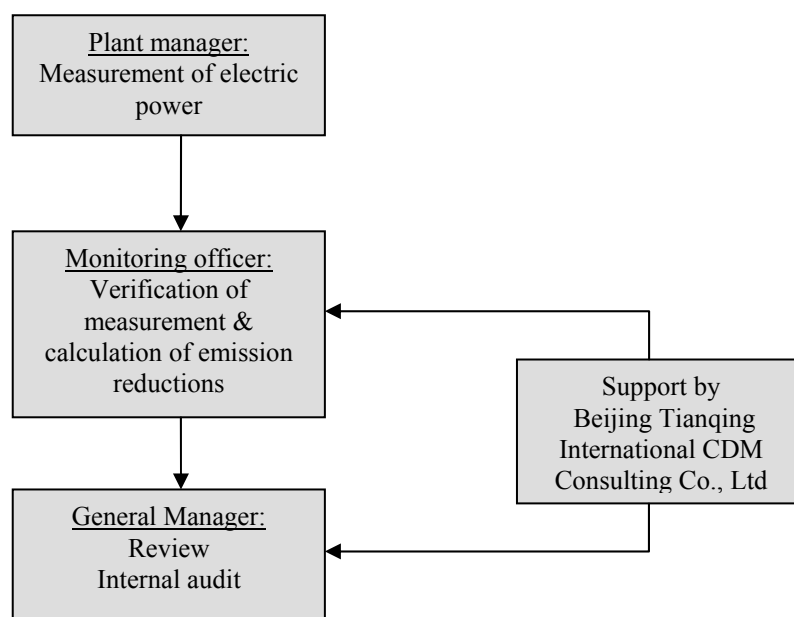 Plant manager:
Measurement of electric
power
Monitoring officer:
Verification of
measurement &
calculation of emission
reductions
Support by
Beijing Tianqing
International CDM
Consulting Co., Ltd
General Manager:
Review
Internal audit